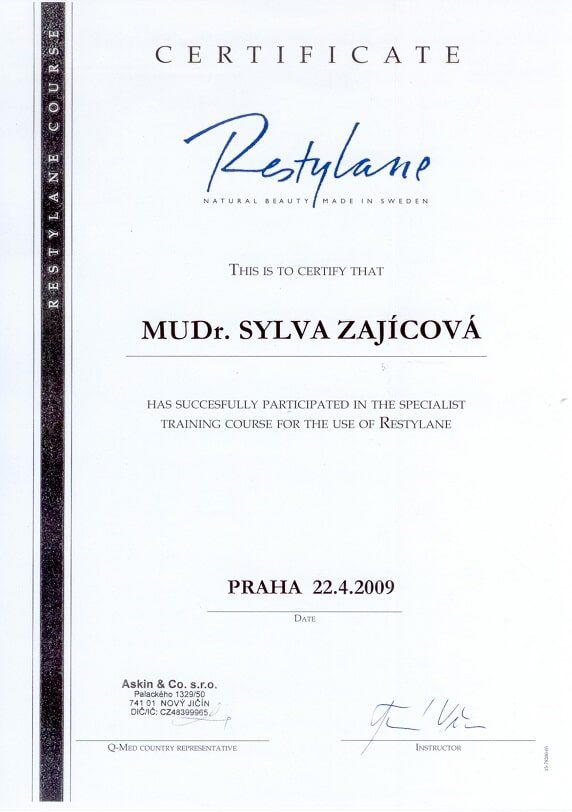 RESTYLANE COURSE
CERTIFICATE
Restylane
NATURAL BEAUTY MADE IN SWEDEN
THIS IS TO CERTIFY THAT
MUDr. SYLVA ZAJÍCOVÁ
HAS SUCCESFULLY PARTICIPATED IN THE SPECIALIST
TRAINING COURSE FOR THE USE OF RESTYLANE
PRAHA 22.4.2009
DATE
Askin & Co. s.r.o.
Palackého 1329/50
741 01 NOVÝ JIČÍN
DIČ/IČ: CZ48399965
Q-MED COUNTRY REPRESENTATIVE
INSTRUCTOR